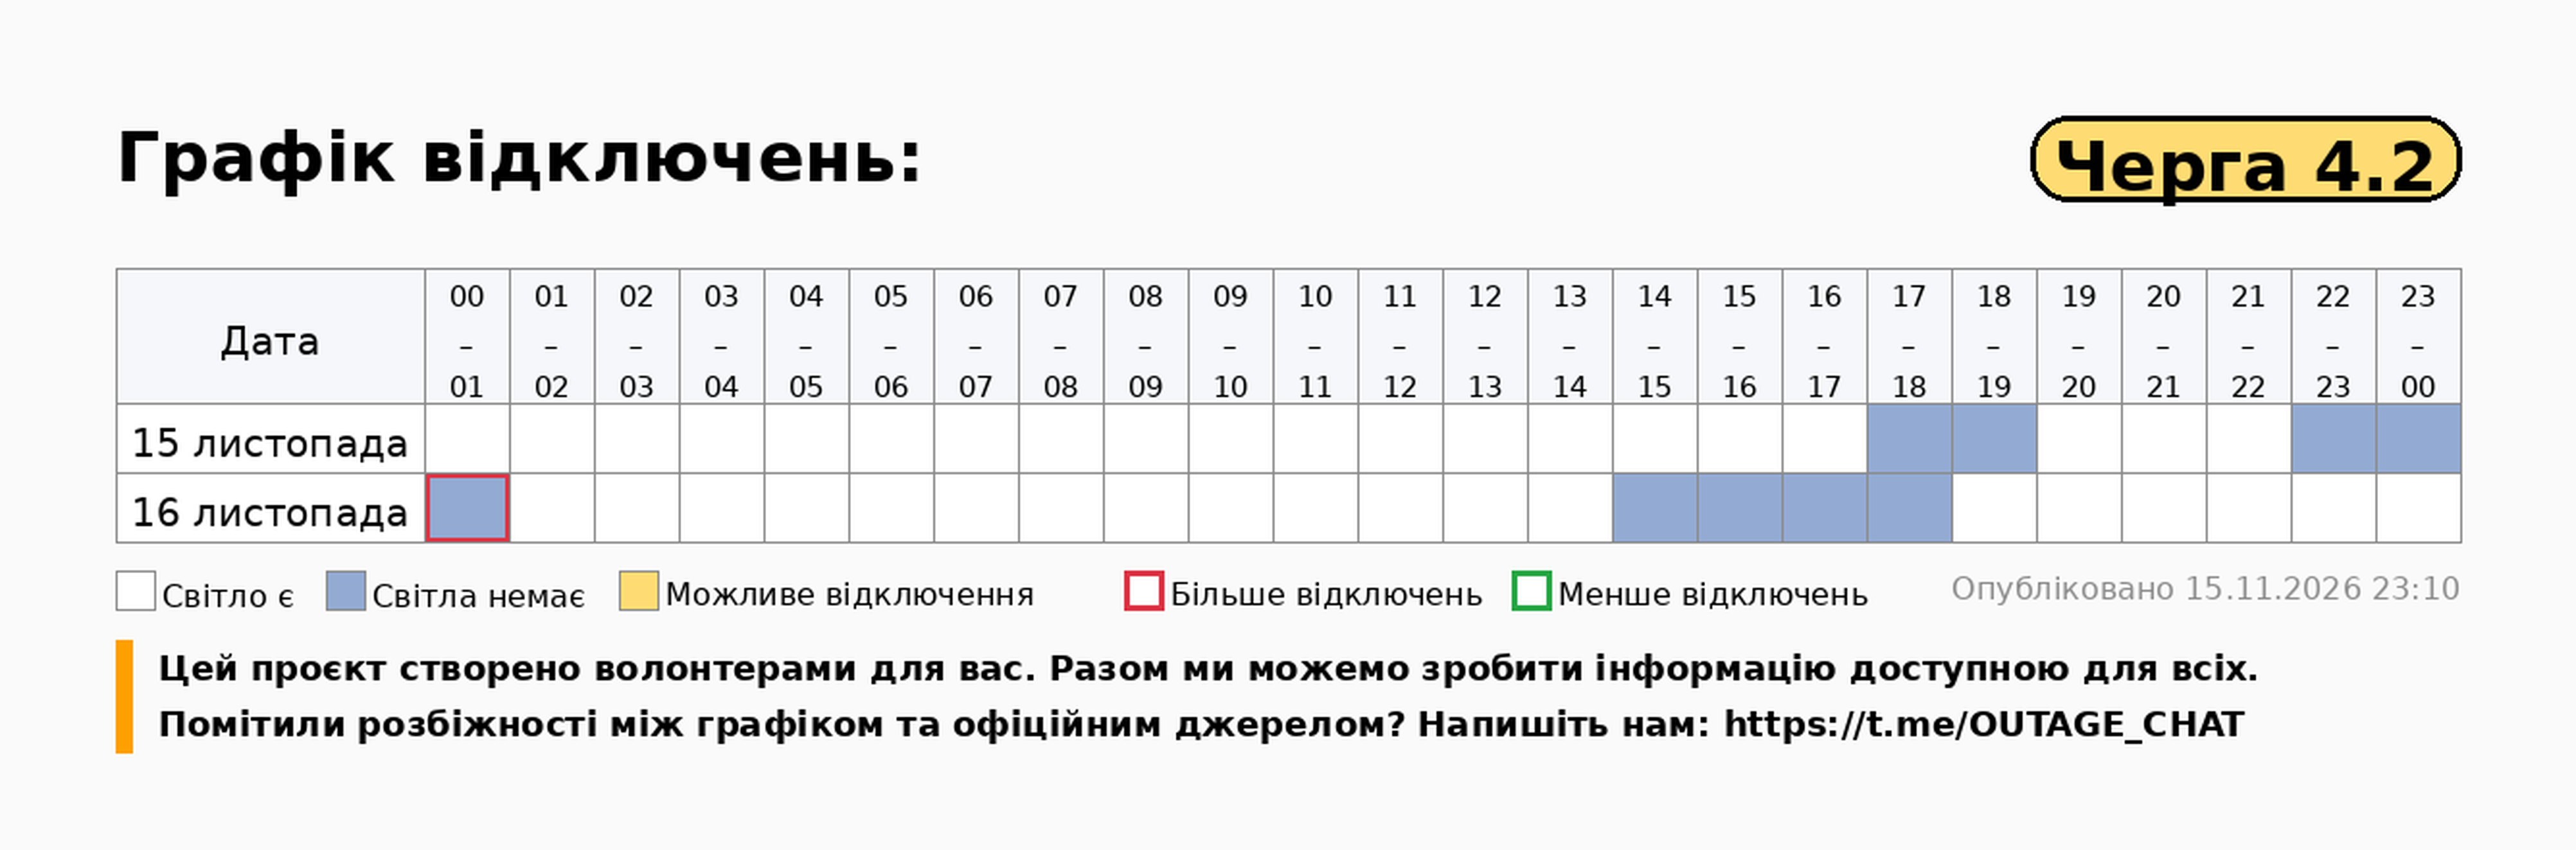 Графік відключень:
Черга 4.2
Дата
00 – 01
01 – 02
02 – 03
03 – 04
04 – 05
05 – 06
06 – 07
07 – 08
08 – 09
09 – 10
10 – 11
11 – 12
12 – 13
13 – 14
14 – 15
15 – 16
16 – 17
17 – 18
18 – 19
19 – 20
20 – 21
21 – 22
22 – 23
23 – 00
15 листопада
16 листопада
Світло є
Світла немає
Можливе відключення
Більше відключень
Менше відключень
Опубліковано 15.11.2026 23:10
Цей проєкт створено волонтерами для вас. Разом ми можемо зробити інформацію доступною для всіх.
Помітили розбіжності між графіком та офіційним джерелом? Напишіть нам: https://t.me/OUTAGE_CHAT